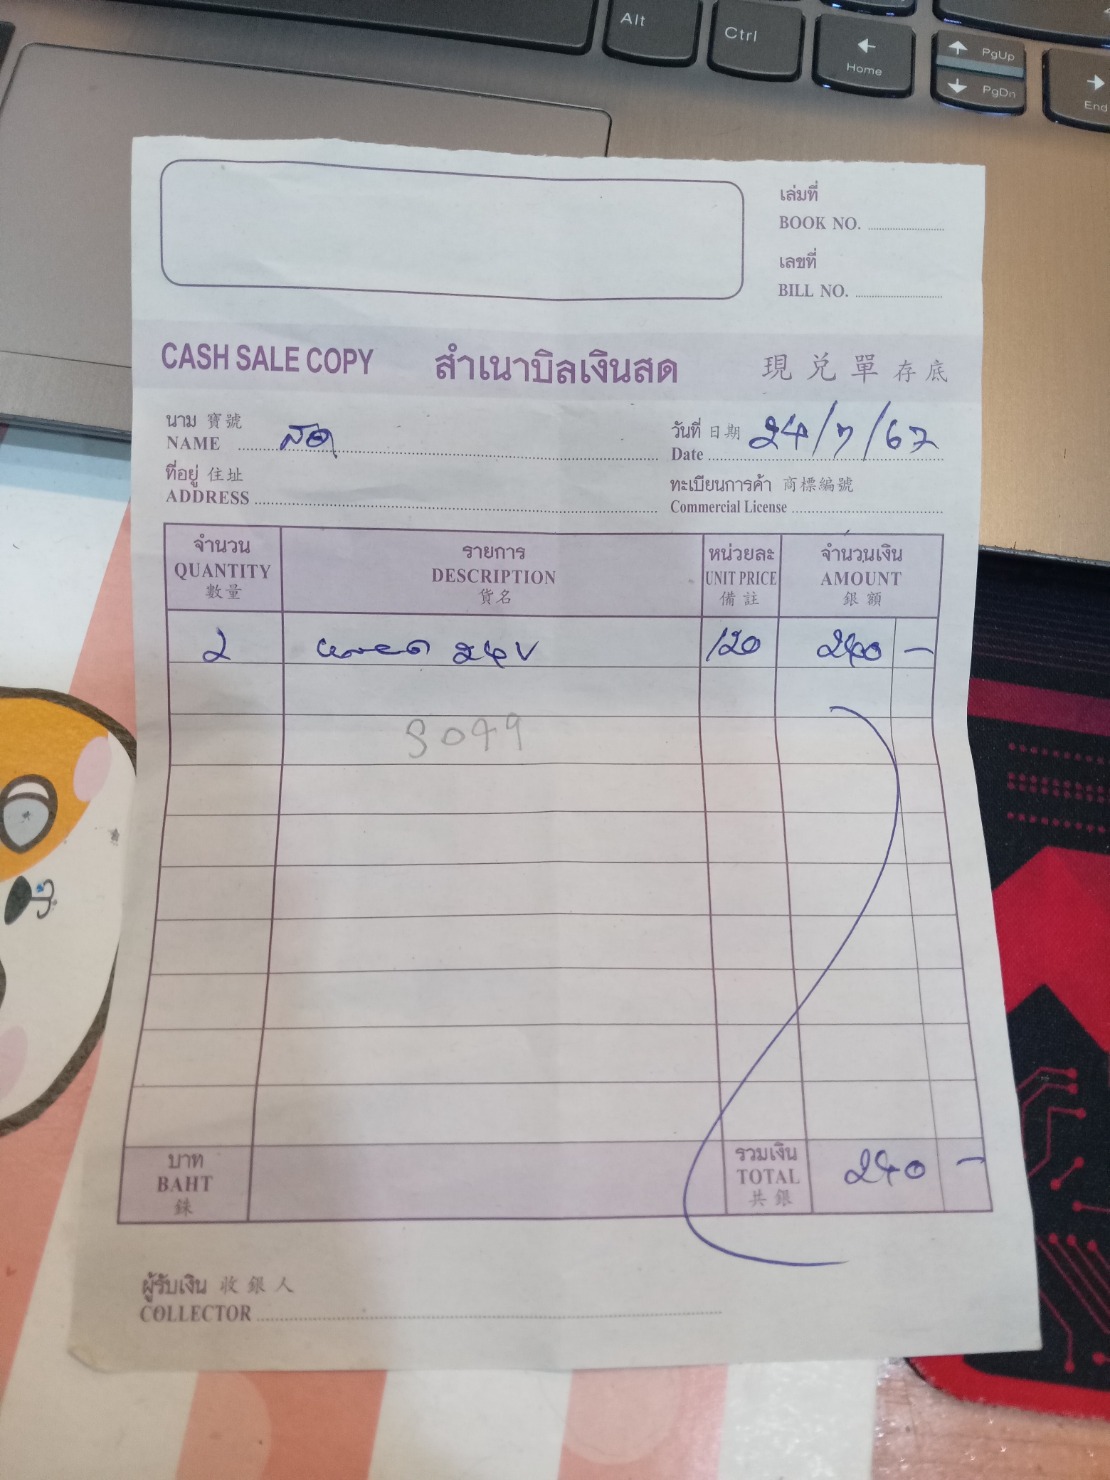 Alt
Ctrl
Home
PgUp
PgDn
End
เล่มที่
BOOK NO.
เลขที่
BILL NO.
CASH SALE COPY สำเนาบิลเงินสด 現兌單存底
นาม 寶號
NAME สด
วันที่ 日期
Date 24/7/67
ที่อยู่ 住址
ADDRESS
ทะเบียนการค้า 商標編號
Commercial License
จำนวน
QUANTITY
數量
รายการ
DESCRIPTION
貨名
หน่วยละ
UNIT PRICE
備註
จำนวนเงิน
AMOUNT
銀額
2 24V 120 240 –
บาท
BAHT
銖
รวมเงิน
TOTAL
共銀
240 –
ผู้รับเงิน 收銀人
COLLECTOR